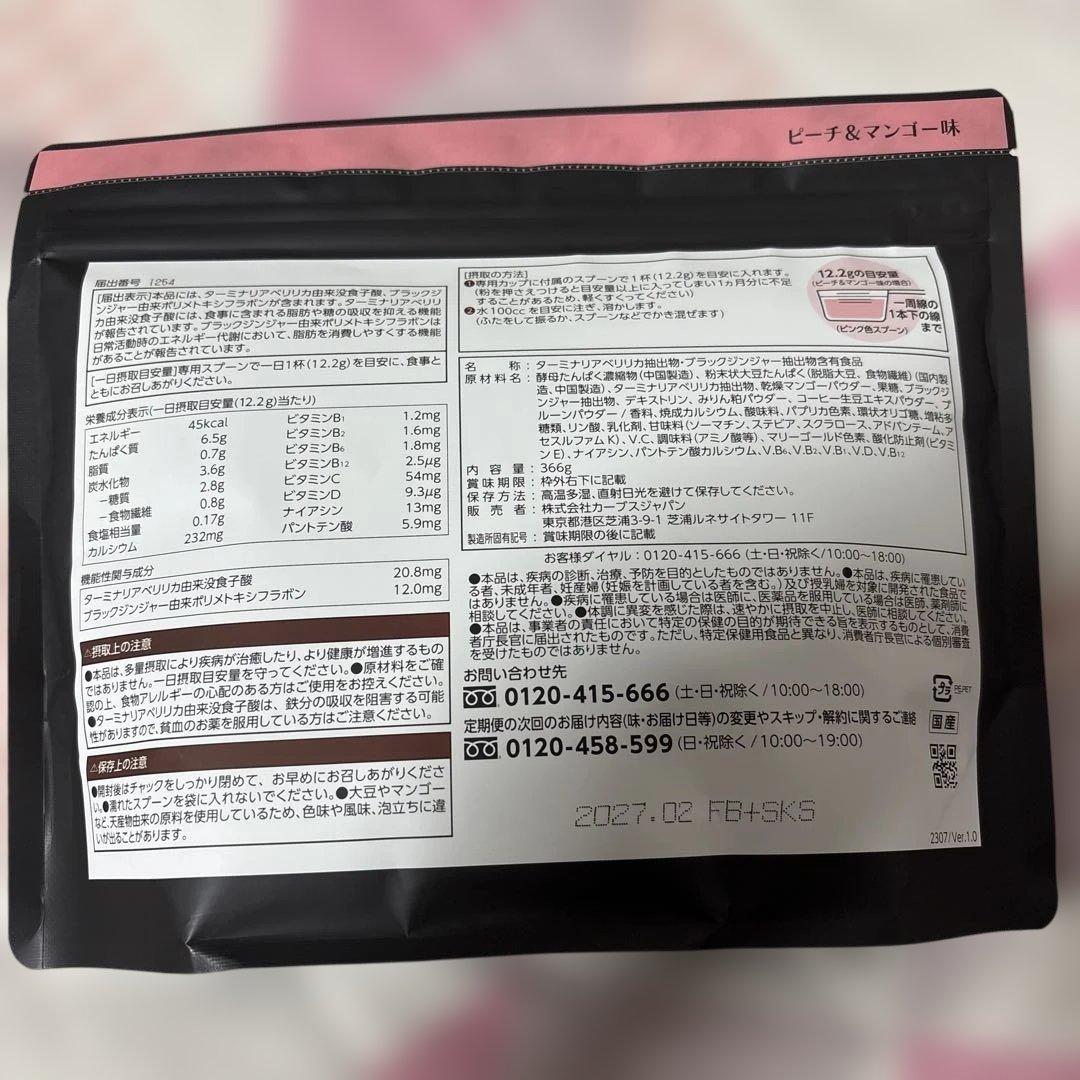 ピーチ&マンゴー味
届出番号 I254
[届出表示]本品には、ターミナリアベリリカ由来没食子酸、ブラックジ
ンジャー由来ポリメトキシフラボンが含まれます。ターミナリアベリリ
カ由来没食子酸には、食事に含まれる脂肪や糖の吸収を抑える機能
が報告されています。ブラックジンジャー由来ポリメトキシフラボンは
日常活動時のエネルギー代謝において、脂肪を消費しやすくする機能
があることが報告されています。
[一日摂取目安量]専用スプーンで一日1杯(12.2g)を目安に、食事と
ともにお召しあがりください。
栄養成分表示(一日摂取目安量(12.2g)当たり)
エネルギー 45kcal
たんぱく質 6.5g
脂質 0.7g
炭水化物 3.6g
－糖質 2.8g
－食物繊維 0.8g
食塩相当量 0.17g
カルシウム 232mg
ビタミンB1 1.2mg
ビタミンB2 1.6mg
ビタミンB6 1.8mg
ビタミンB12 2.5μg
ビタミンC 54mg
ビタミンD 9.3μg
ナイアシン 13mg
パントテン酸 5.9mg
機能性関与成分
ターミナリアベリリカ由来没食子酸 20.8mg
ブラックジンジャー由来ポリメトキシフラボン 12.0mg
⚠摂取上の注意
●本品は、多量摂取により疾病が治癒したり、より健康が増進するもの
ではありません。一日摂取目安量を守ってください。●原材料をご確
認の上、食物アレルギーの心配のある方はご使用をお控えください。
●ターミナリアベリリカ由来没食子酸は、鉄分の吸収を阻害する可能
性がありますので、貧血のお薬を服用している方はご注意ください。
⚠保存上の注意
●開封後はチャックをしっかり閉めて、お早めにお召しあがりくださ
い。●濡れたスプーンを袋に入れないでください。●大豆やマンゴー
など、天産物由来の原料を使用しているため、色味や風味、泡立ちに違
いが出ることがあります。
[摂取の方法]
❶専用カップに付属のスプーンで1杯(12.2g)を目安に入れます。
(粉を押さえつけると目安量以上に入ってしまい1カ月分に不足
することがあるため、軽くすくってください)
❷水100ccを目安に注ぎ、溶かします。
(ふたをして振るか、スプーンなどでかき混ぜます)
12.2gの目安量
(ピーチ&マンゴー味の場合)
一周線の
1本下の線
まで
(ピンク色スプーン)
名称：ターミナリアベリリカ抽出物・ブラックジンジャー抽出物含有食品
原材料名：酵母たんぱく濃縮物(中国製造)、粉末状大豆たんぱく(脱脂大豆、食物繊維)(国内製
造、中国製造)、ターミナリアベリリカ抽出物、乾燥マンゴーパウダー、果糖、ブラックジ
ンジャー抽出物、デキストリン、みりん粕パウダー、コーヒー生豆エキスパウダー、プ
ルーンパウダー / 香料、焼成カルシウム、酸味料、パプリカ色素、環状オリゴ糖、増粘多
糖類、リン酸、乳化剤、甘味料(ソーマチン、ステビア、スクラロース、アドバンテーム、ア
セスルファムK)、V.C、調味料(アミノ酸等)、マリーゴールド色素、酸化防止剤(ビタミ
ンE)、ナイアシン、パントテン酸カルシウム、V.B6、V.B2、V.B1、V.D、V.B12
内容量：366g
賞味期限：枠外右下に記載
保存方法：高温多湿、直射日光を避けて保存してください。
販売者：株式会社カーブスジャパン
東京都港区芝浦3-9-1 芝浦ルネサイトタワー 11F
製造所固有記号：賞味期限の後に記載
お客様ダイヤル：0120-415-666 (土・日・祝除く/10:00〜18:00)
●本品は、疾病の診断、治療、予防を目的としたものではありません。●本品は、疾病に罹患してい
る者、未成年者、妊産婦(妊娠を計画している者を含む。)及び授乳婦を対象に開発された食品で
はありません。●疾病に罹患している場合は医師に、医薬品を服用している場合は医師、薬剤師に
相談してください。●体調に異変を感じた際は、速やかに摂取を中止し、医師に相談してください。
●本品は、事業者の責任において特定の保健の目的が期待できる旨を表示するものとして、消費
者庁長官に届出されたものです。ただし、特定保健用食品と異なり、消費者庁長官による個別審査
を受けたものではありません。
お問い合わせ先
0120-415-666 (土・日・祝除く/10:00〜18:00)
定期便の次回のお届け内容(味・お届け日等)の変更やスキップ・解約に関するご連絡
0120-458-599 (日・祝除く/10:00〜19:00)
プラ PE,PET
国産
2027.02 FB+SKS
2307/Ver.1.0